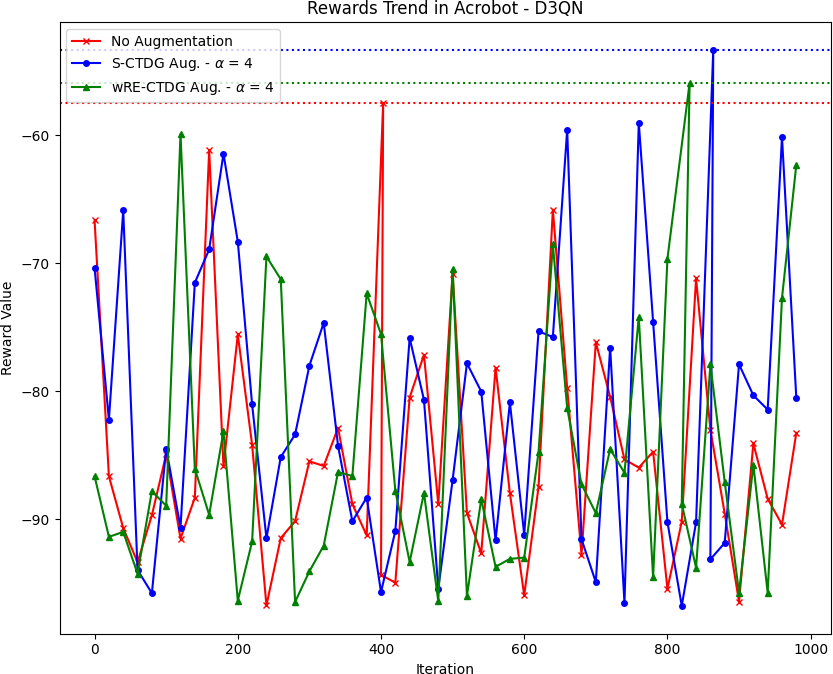 Rewards Trend in Acrobot - D3QN
No Augmentation
S-CTDG Aug. - α = 4
wRE-CTDG Aug. - α = 4
−60
−70
−80
−90
Reward Value
0 200 400 600 800 1000
Iteration